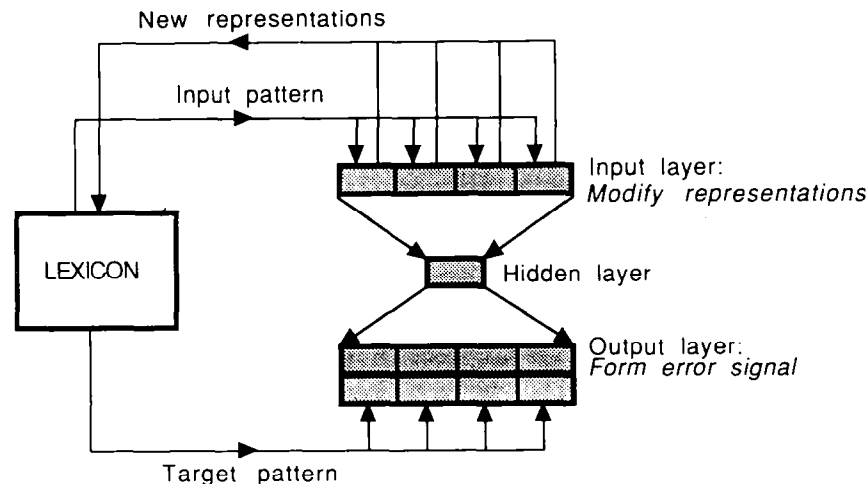 New representations
Input pattern
Input layer:
Modify representations
LEXICON
Hidden layer
Output layer:
Form error signal
Target pattern